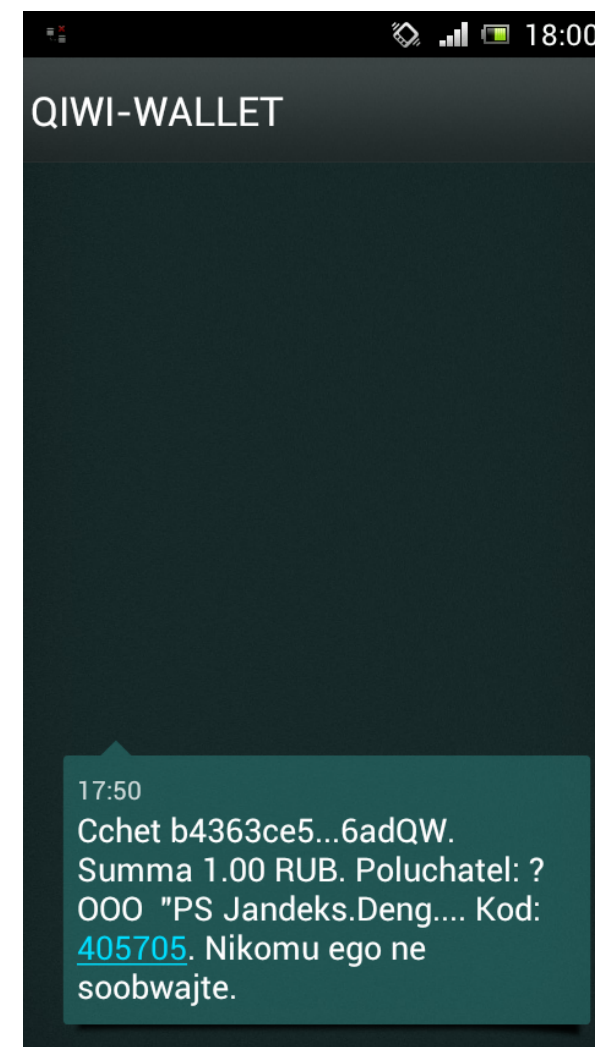 18:00
QIWI-WALLET
17:50
Cchet b4363ce5...6adQW.
Summa 1.00 RUB. Poluchatel: ?
OOO  "PS Jandeks.Deng.... Kod:
405705. Nikomu ego ne
soobwajte.